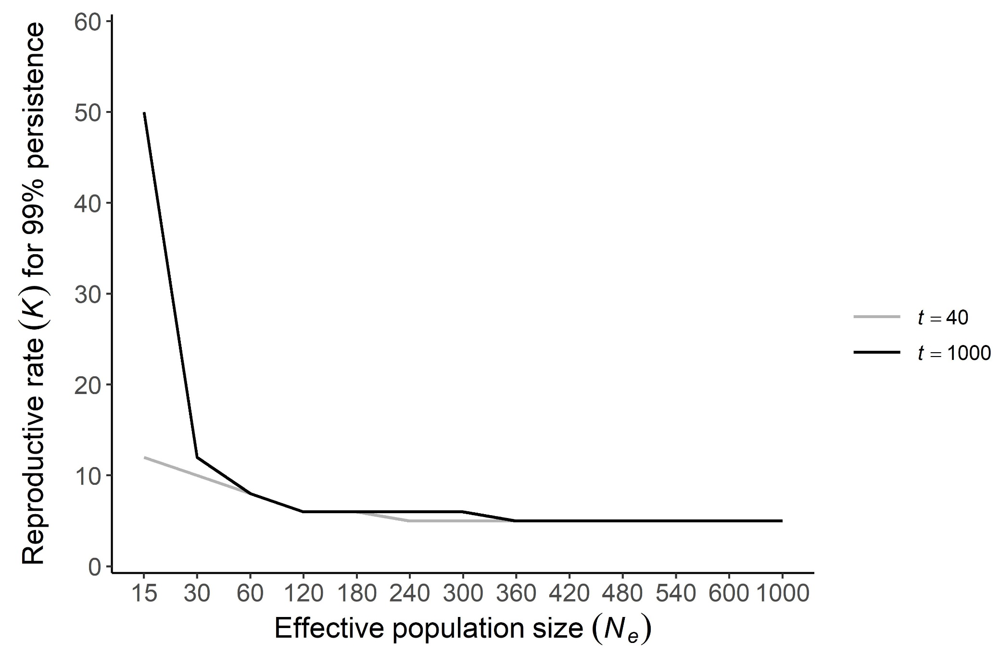 Reproductive rate (K) for 99% persistence
60
50
40
30
20
10
0
15 30 60 120 180 240 300 360 420 480 540 600 1000
Effective population size (Ne)
t = 40
t = 1000